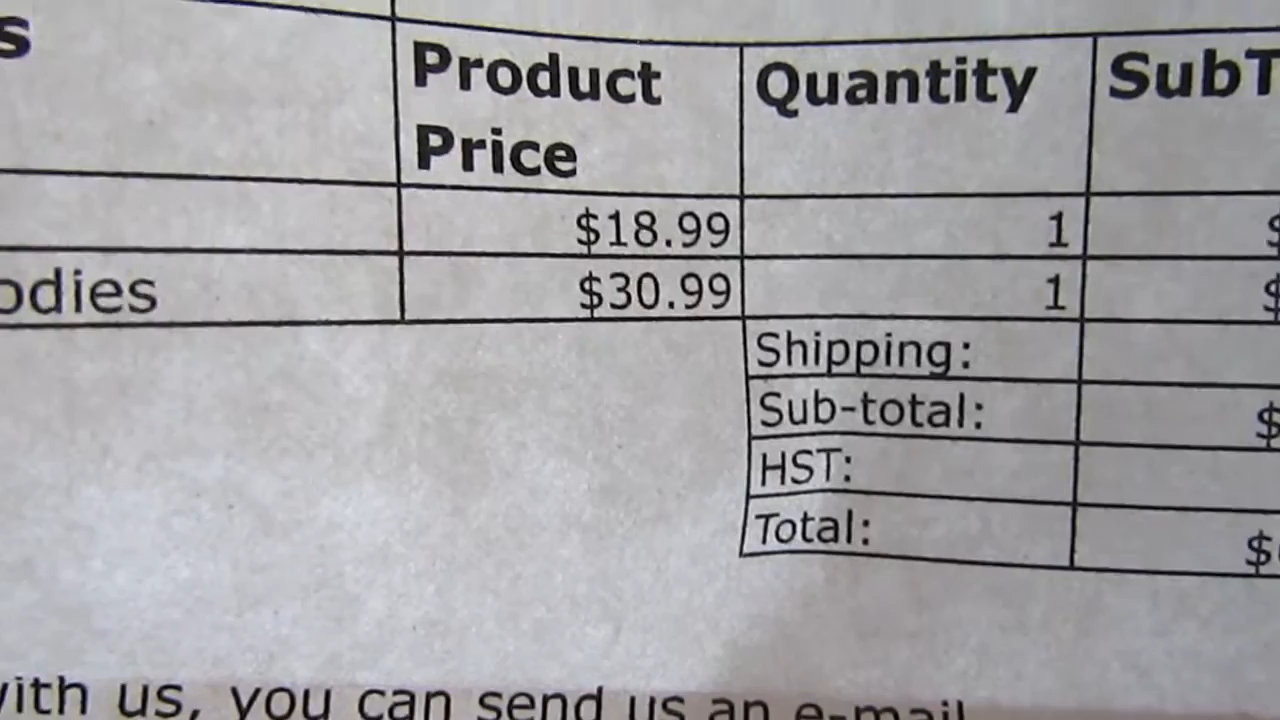 s Product Price Quantity SubT
$18.99 1 $
odies $30.99 1 $
Shipping:
Sub-total: $
HST:
Total: $
with us, you can send us an e-mail